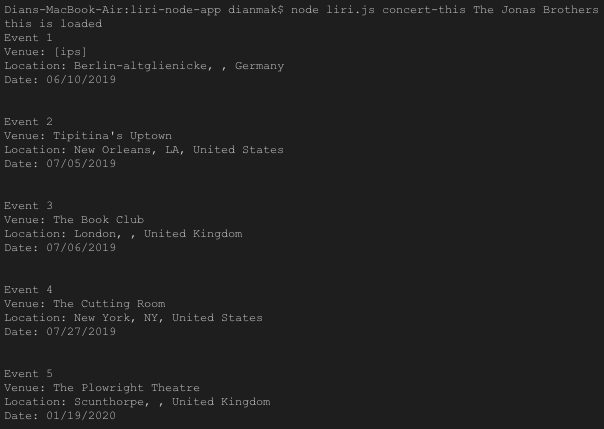 Dians-MacBook-Air:liri-node-app dianmak$ node liri.js concert-this The Jonas Brothers
this is loaded
Event 1
Venue: [ips]
Location: Berlin-altglienicke, , Germany
Date: 06/10/2019
Event 2
Venue: Tipitina's Uptown
Location: New Orleans, LA, United States
Date: 07/05/2019
Event 3
Venue: The Book Club
Location: London, , United Kingdom
Date: 07/06/2019
Event 4
Venue: The Cutting Room
Location: New York, NY, United States
Date: 07/27/2019
Event 5
Venue: The Plowright Theatre
Location: Scunthorpe, , United Kingdom
Date: 01/19/2020